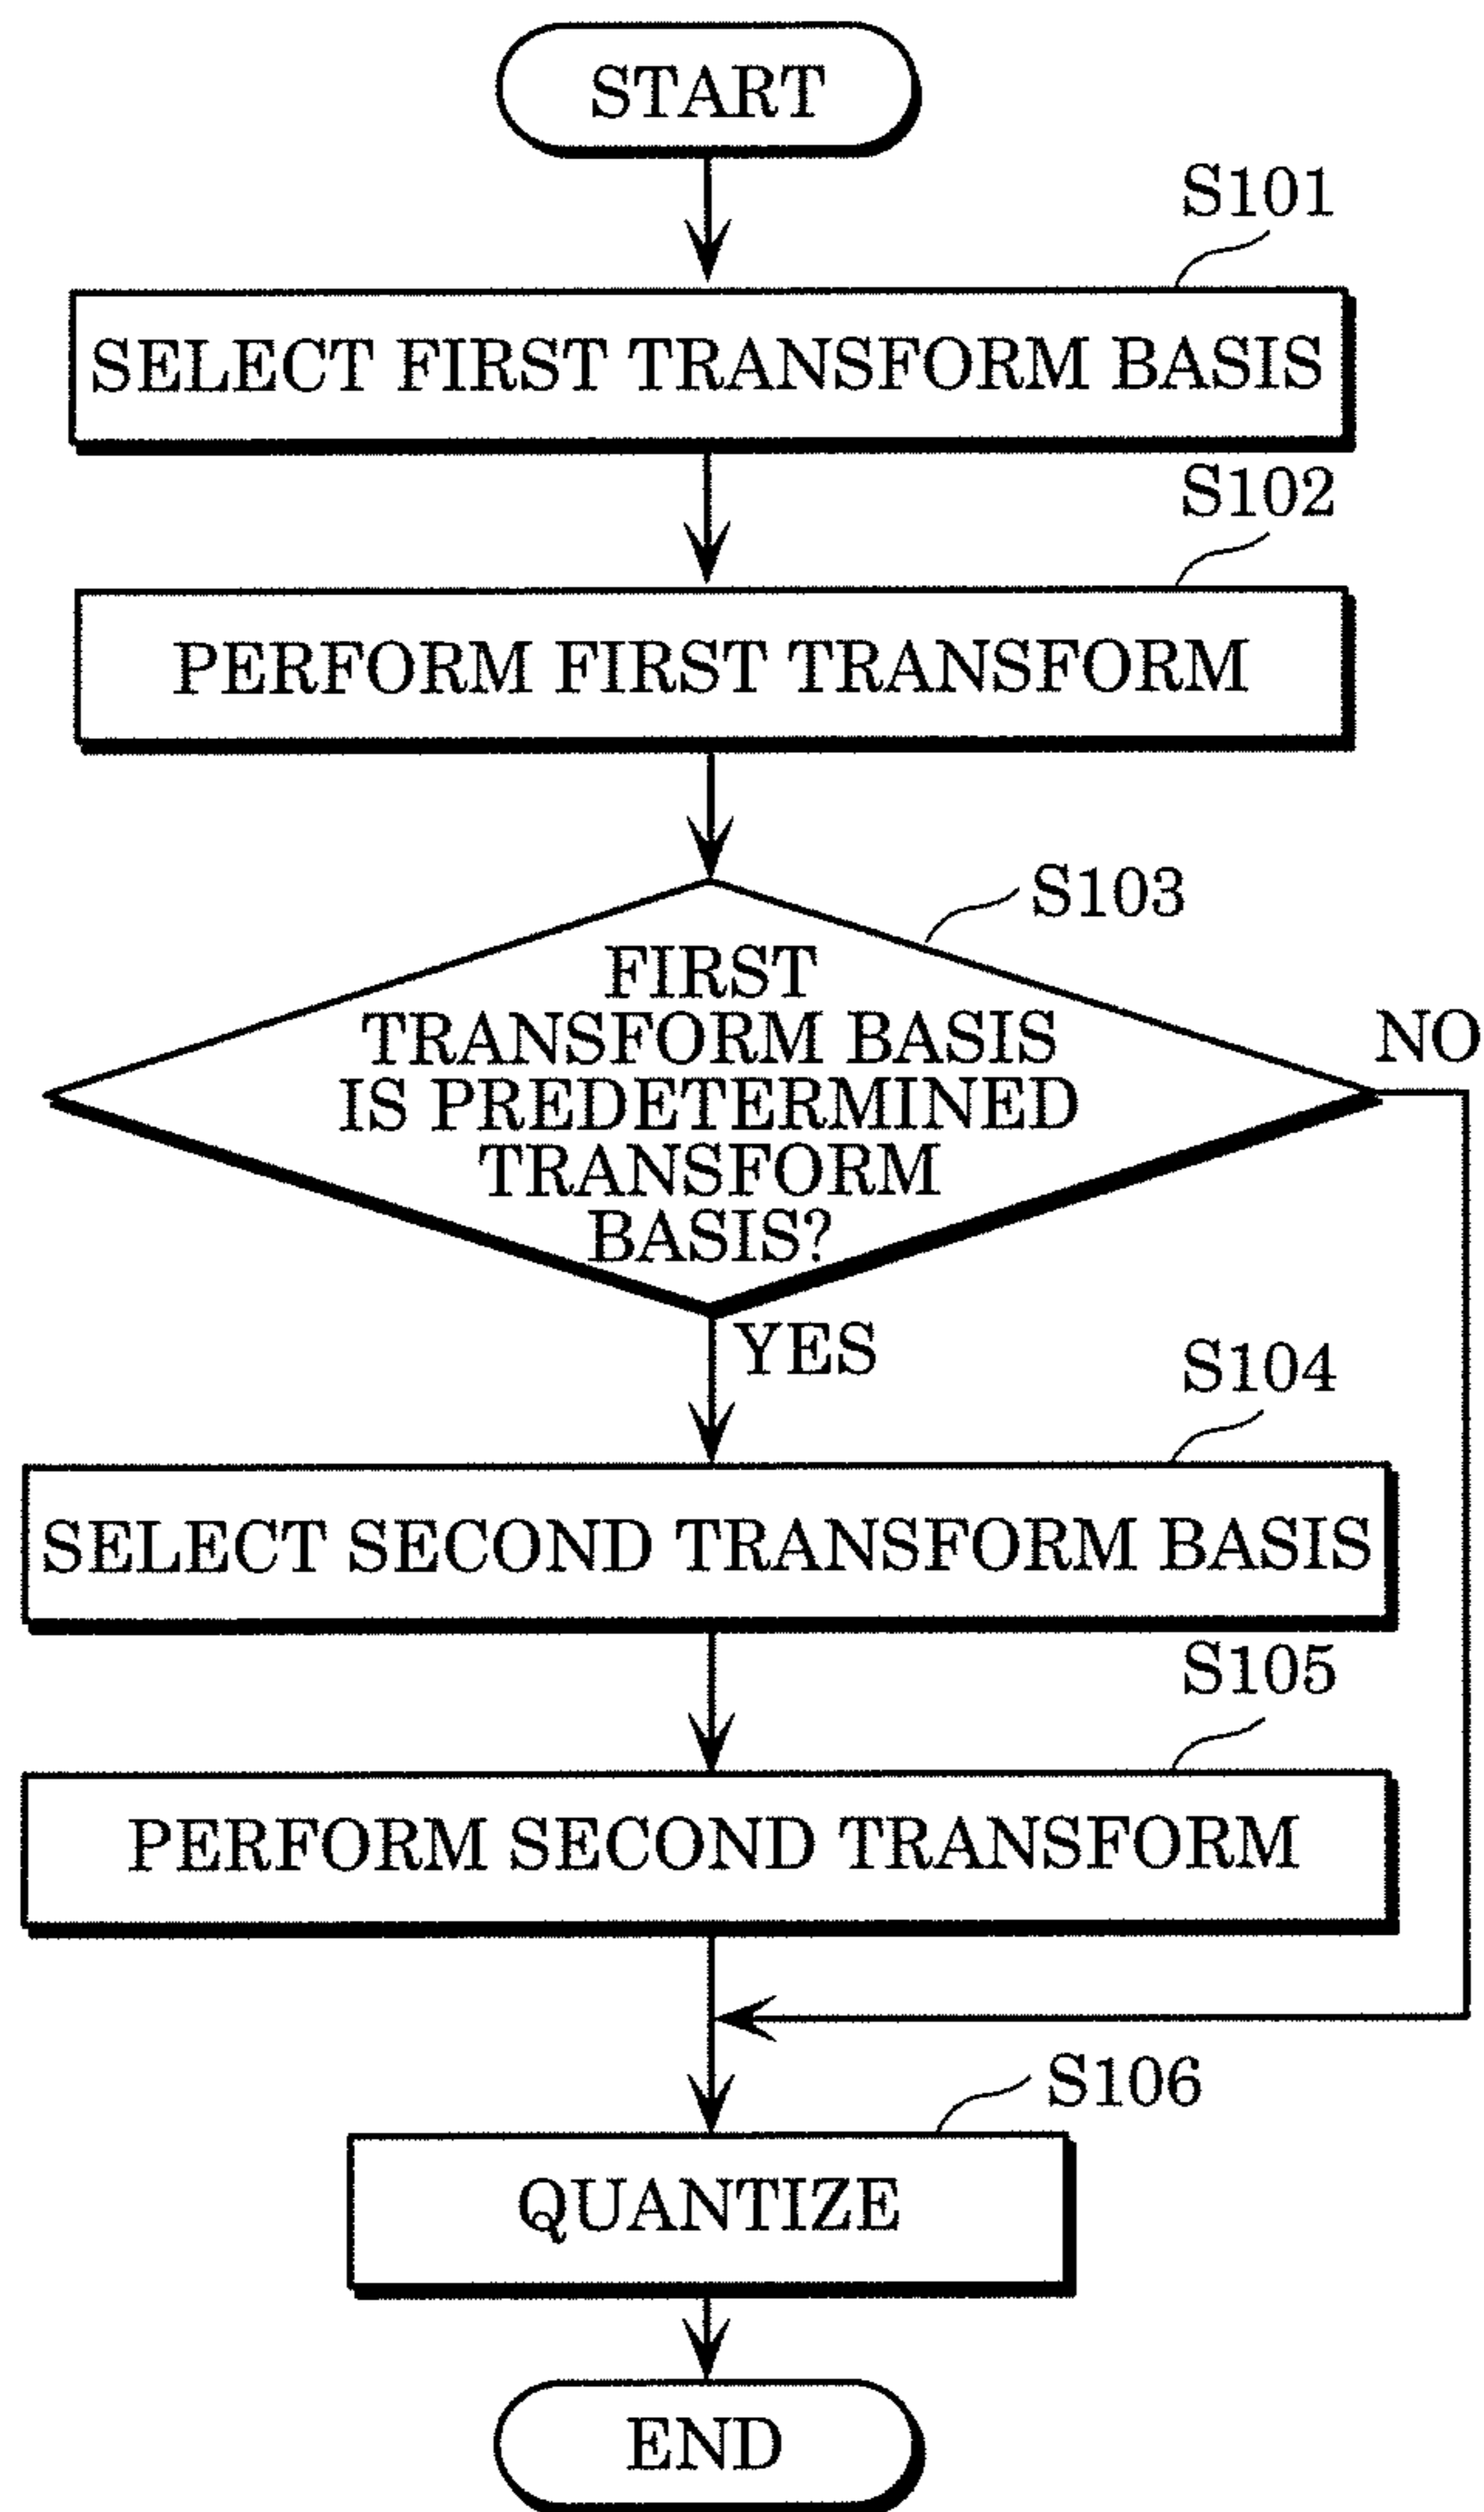 START
S101
SELECT FIRST TRANSFORM BASIS
S102
PERFORM FIRST TRANSFORM
S103
FIRST
TRANSFORM BASIS
IS PREDETERMINED
TRANSFORM
BASIS?
NO
YES
S104
SELECT SECOND TRANSFORM BASIS
S105
PERFORM SECOND TRANSFORM
S106
QUANTIZE
END